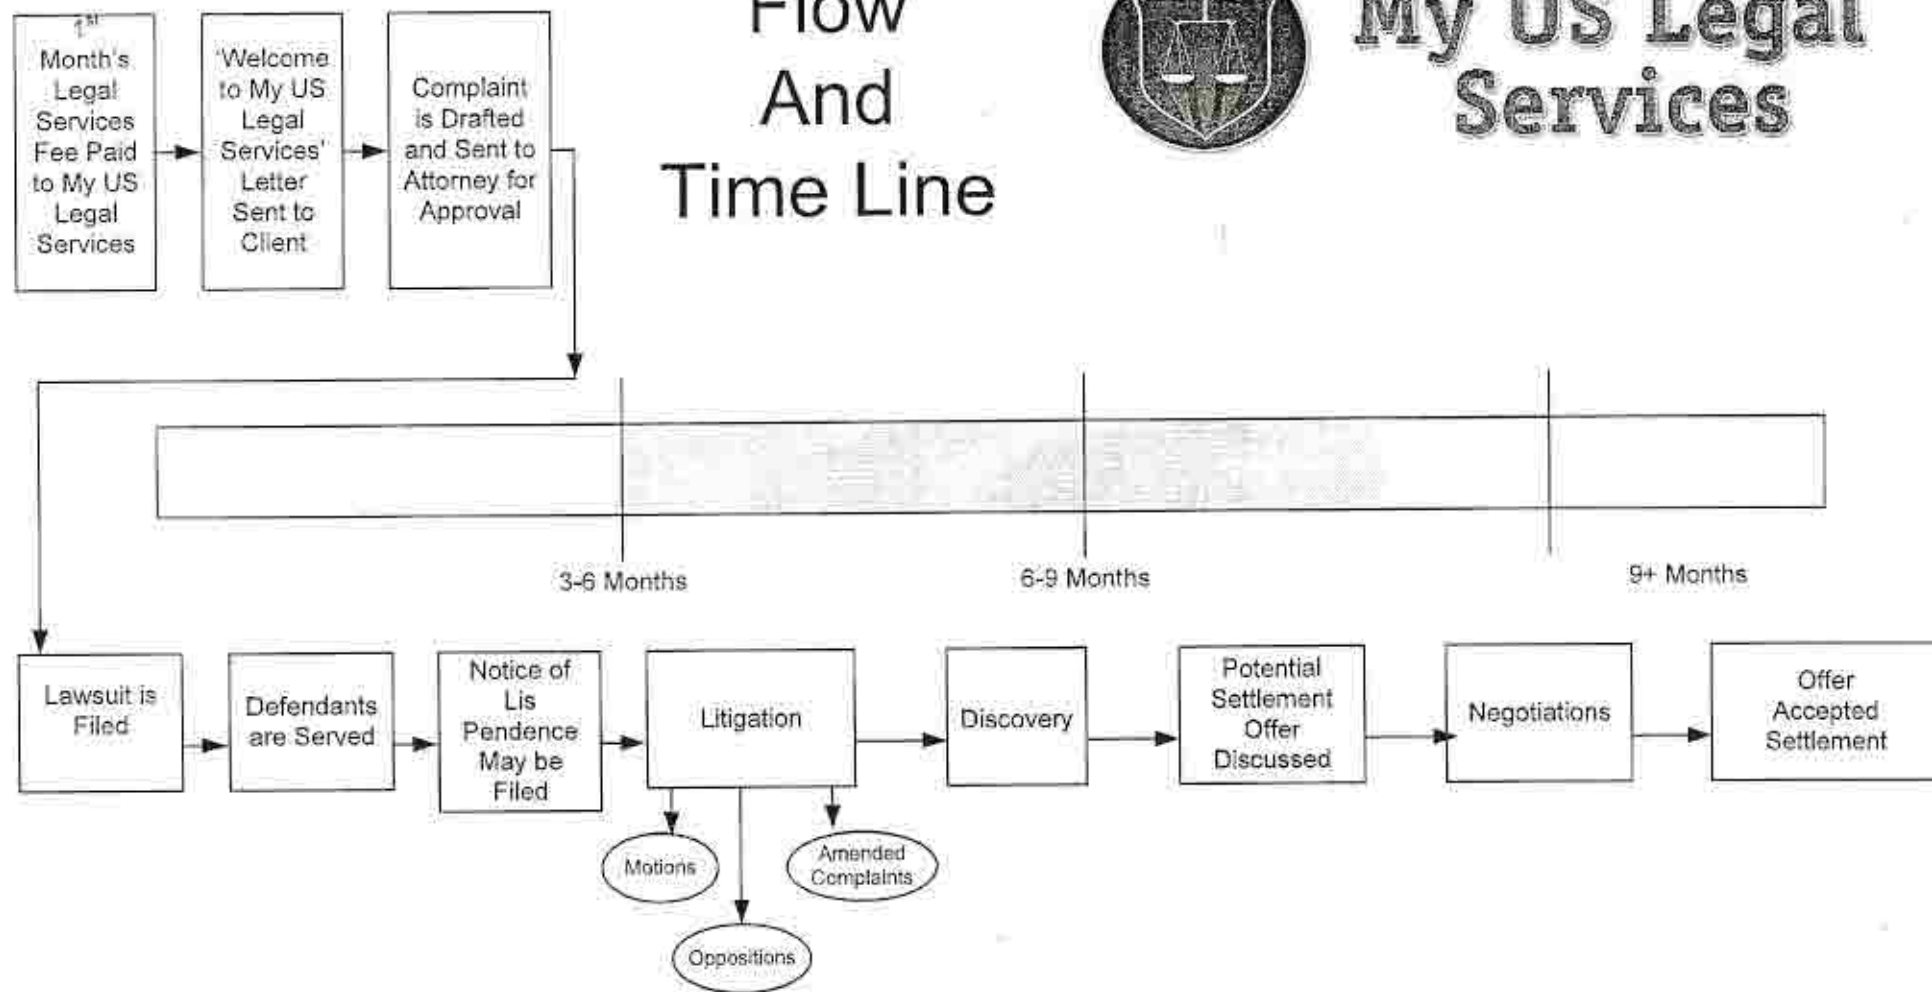 1st
Month's
Legal
Services
Fee Paid
to My US
Legal
Services
'Welcome
to My US
Legal
Services'
Letter
Sent to
Client
Complaint
is Drafted
and Sent to
Attorney for
Approval
Flow
And
Time Line
My US Legal
Services
3-6 Months
6-9 Months
9+ Months
Lawsuit is
Filed
Defendants
are Served
Notice of
Lis
Pendence
May be
Filed
Litigation
Discovery
Potential
Settlement
Offer
Discussed
Negotiations
Offer
Accepted
Settlement
Motions
Amended
Complaints
Oppositions